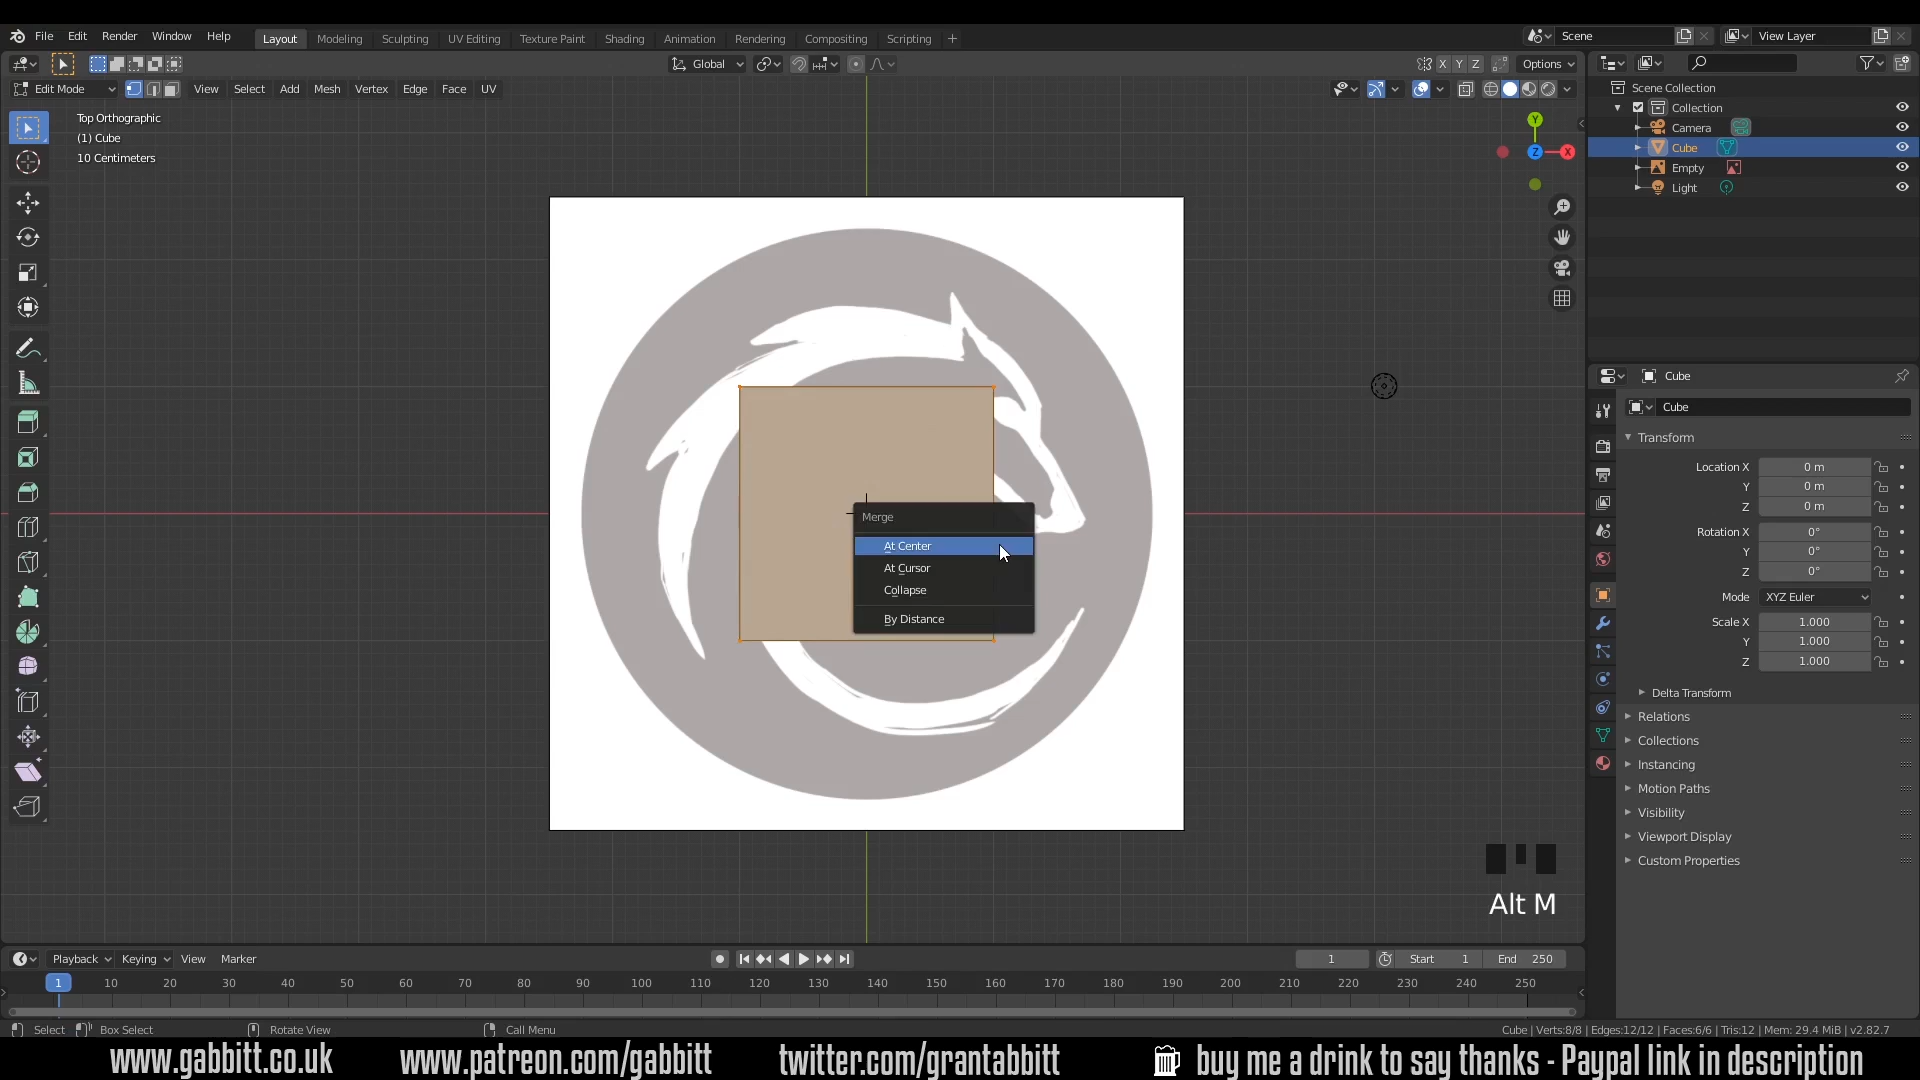 File Edit Render Window Help
Layout Modeling Sculpting UV Editing Texture Paint Shading Animation Rendering Compositing Scripting +
Scene
View Layer
Global
X Y Z
Options
Edit Mode
View Select Add Mesh Vertex Edge Face UV
Top Orthographic
(1) Cube
10 Centimeters
Y
Z
X
Scene Collection
Collection
Camera
Cube
Empty
Light
Merge
At Center
At Cursor
Collapse
By Distance
Cube
Cube
Transform
Location X 0 m
Y 0 m
Z 0 m
Rotation X 0°
Y 0°
Z 0°
Mode XYZ Euler
Scale X 1.000
Y 1.000
Z 1.000
Delta Transform
Relations
Collections
Instancing
Motion Paths
Visibility
Viewport Display
Custom Properties
Alt M
Playback Keying View Marker
1
Start 1
End 250
1 10 20 30 40 50 60 70 80 90 100 110 120 130 140 150 160 170 180 190 200 210 220 230 240 250
Select Box Select Rotate View Call Menu
Cube | Verts:8/8 | Edges:12/12 | Faces:6/6 | Tris:12 | Mem: 29.4 MiB | v2.82.7
www.gabbitt.co.uk www.patreon.com/gabbitt twitter.com/grantabbitt buy me a drink to say thanks - Paypal link in description